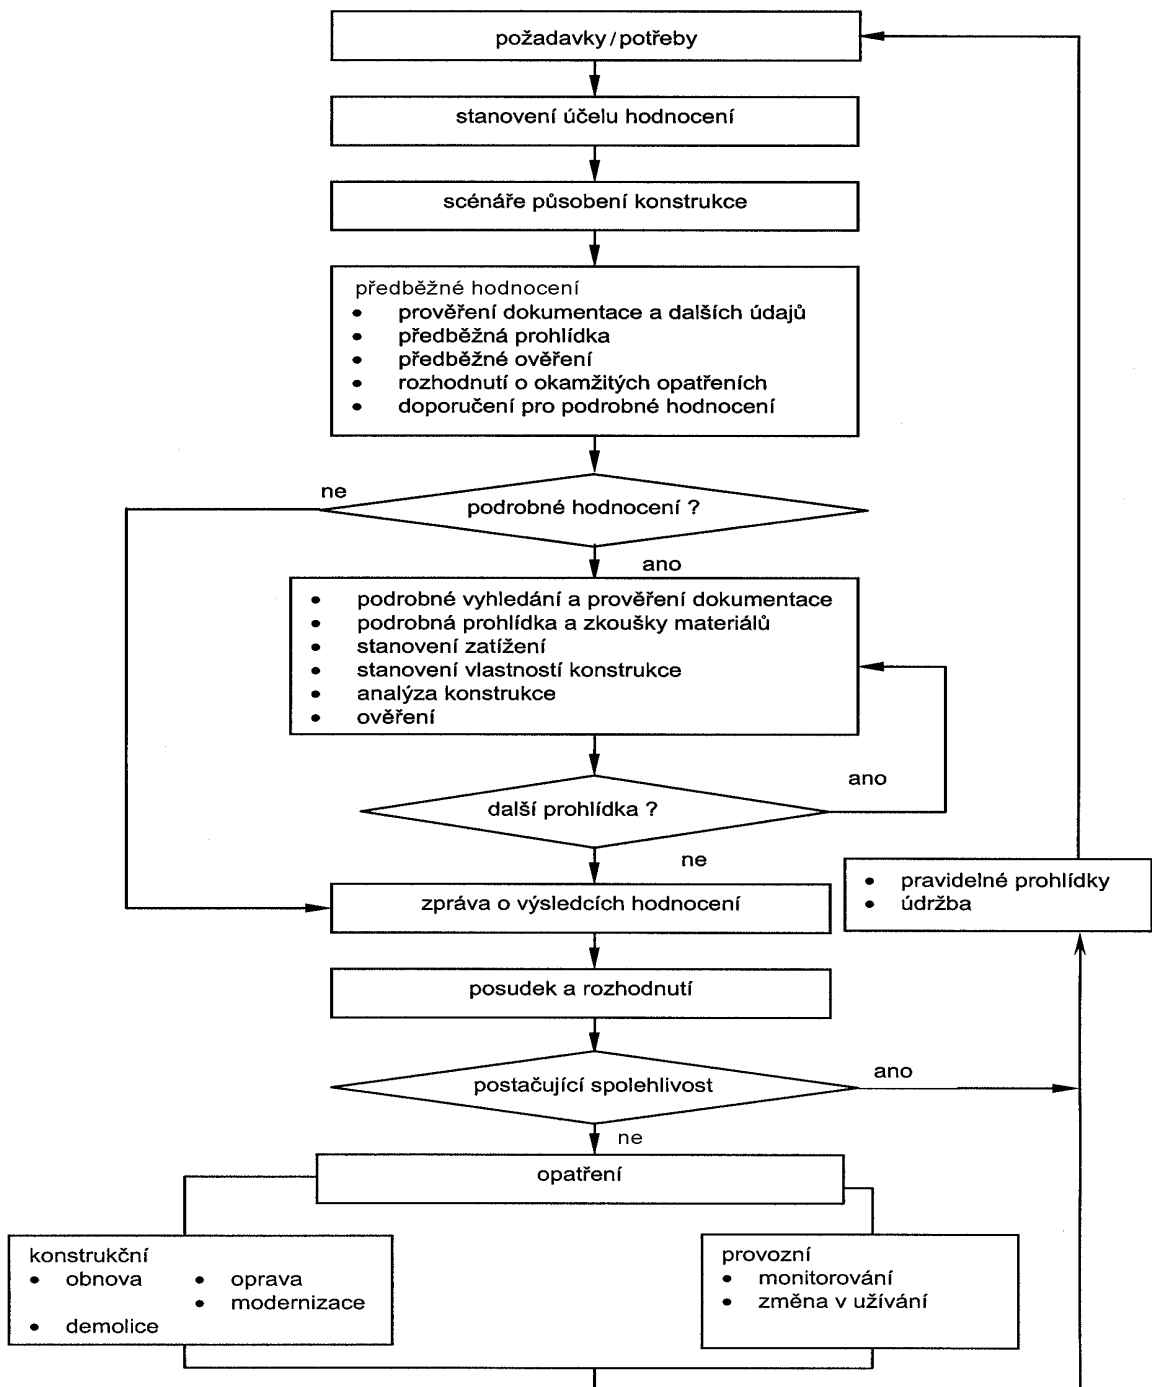 požadavky/potřeby
stanovení účelu hodnocení
scénáře působení konstrukce
předběžné hodnocení
• prověření dokumentace a dalších údajů
• předběžná prohlídka
• předběžné ověření
• rozhodnutí o okamžitých opatřeních
• doporučení pro podrobné hodnocení
ne
podrobné hodnocení ?
ano
• podrobné vyhledání a prověření dokumentace
• podrobná prohlídka a zkoušky materiálů
• stanovení zatížení
• stanovení vlastností konstrukce
• analýza konstrukce
• ověření
ano
další prohlídka ?
ne
• pravidelné prohlídky
• údržba
zpráva o výsledcích hodnocení
posudek a rozhodnutí
postačující spolehlivost
ano
ne
opatření
konstrukční
• obnova • oprava
• modernizace
• demolice
provozní
• monitorování
• změna v užívání